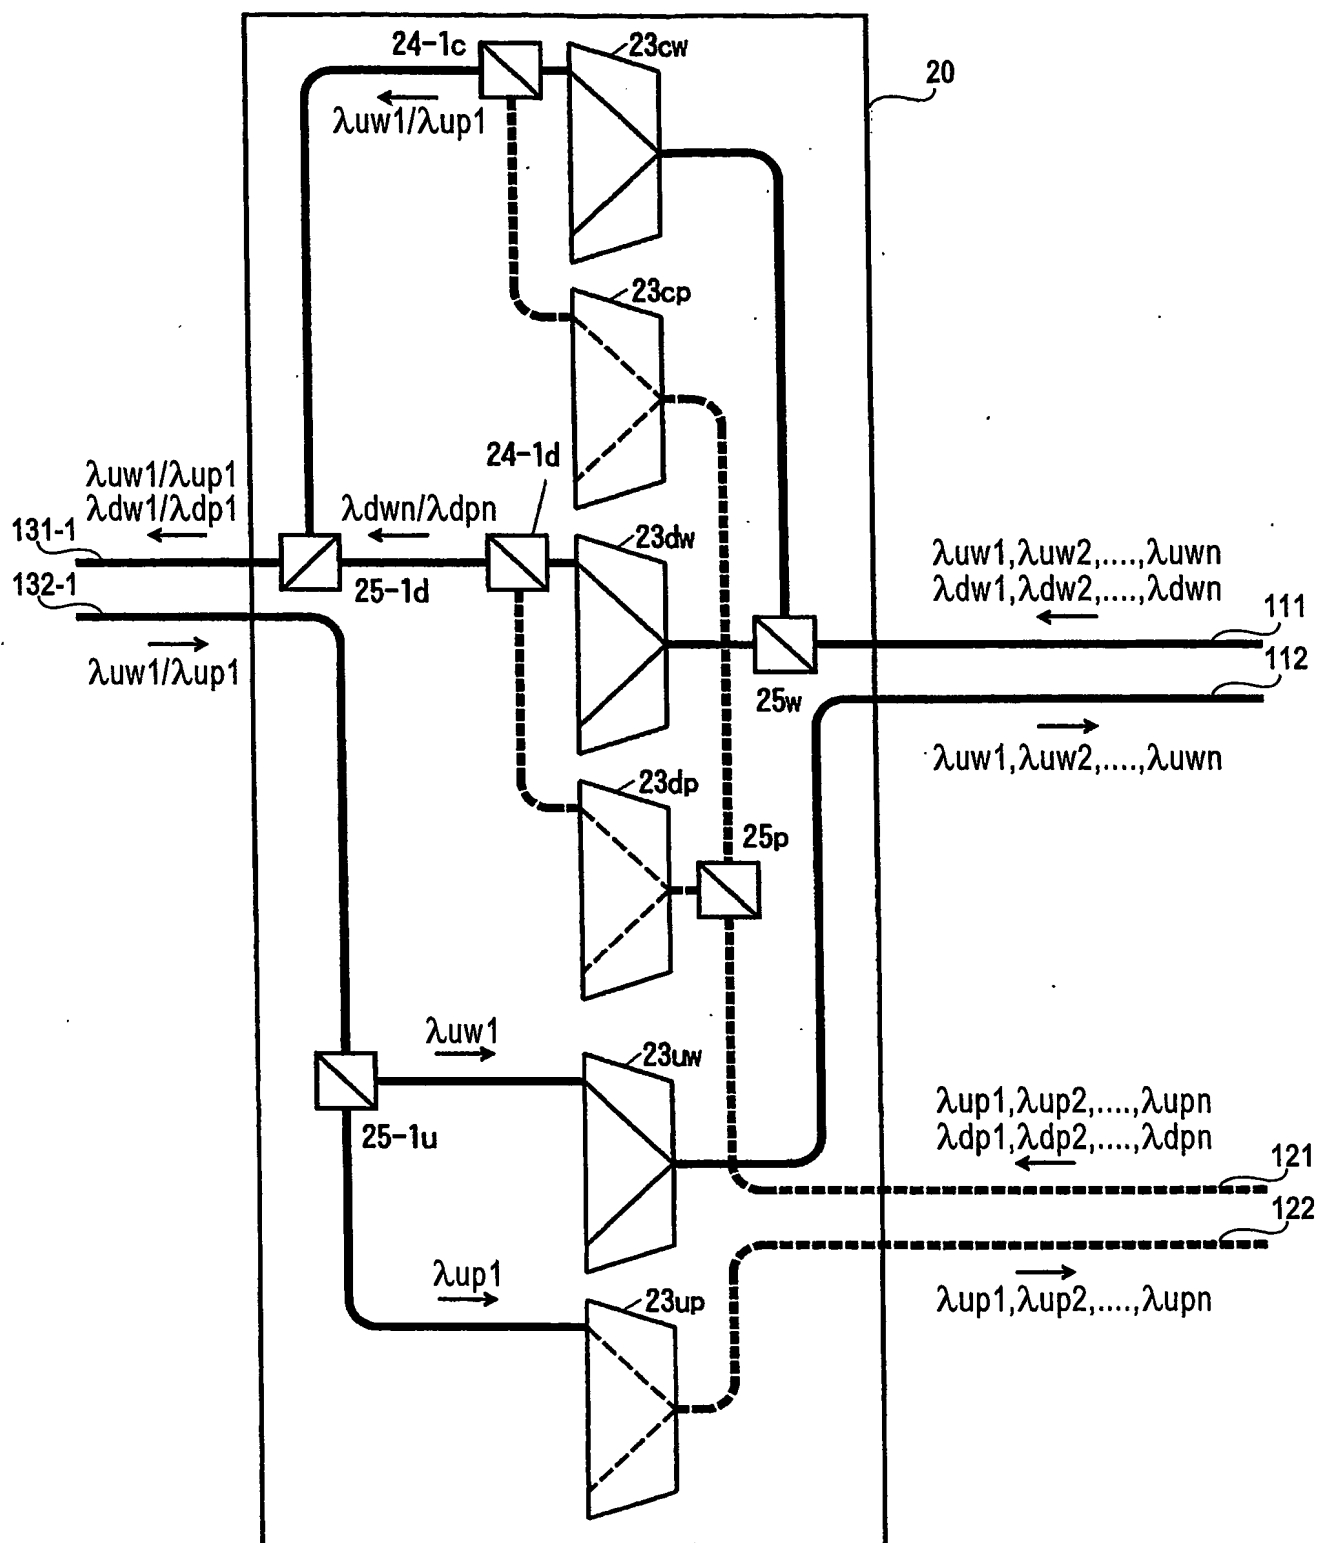 24-1c
23cw
20
λuw1/λup1
23cp
24-1d
λuw1/λup1
λdw1/λdp1
λdwn/λdpn
131-1
23dw
λuw1,λuw2,....,λuwn
λdw1,λdw2,....,λdwn
132-1
25-1d
111
112
λuw1/λup1
25w
λuw1,λuw2,....,λuwn
23dp
25p
λuw1
23uw
λup1,λup2,....,λupn
λdp1,λdp2,....,λdpn
25-1u
121
122
λup1
23up
λup1,λup2,....,λupn